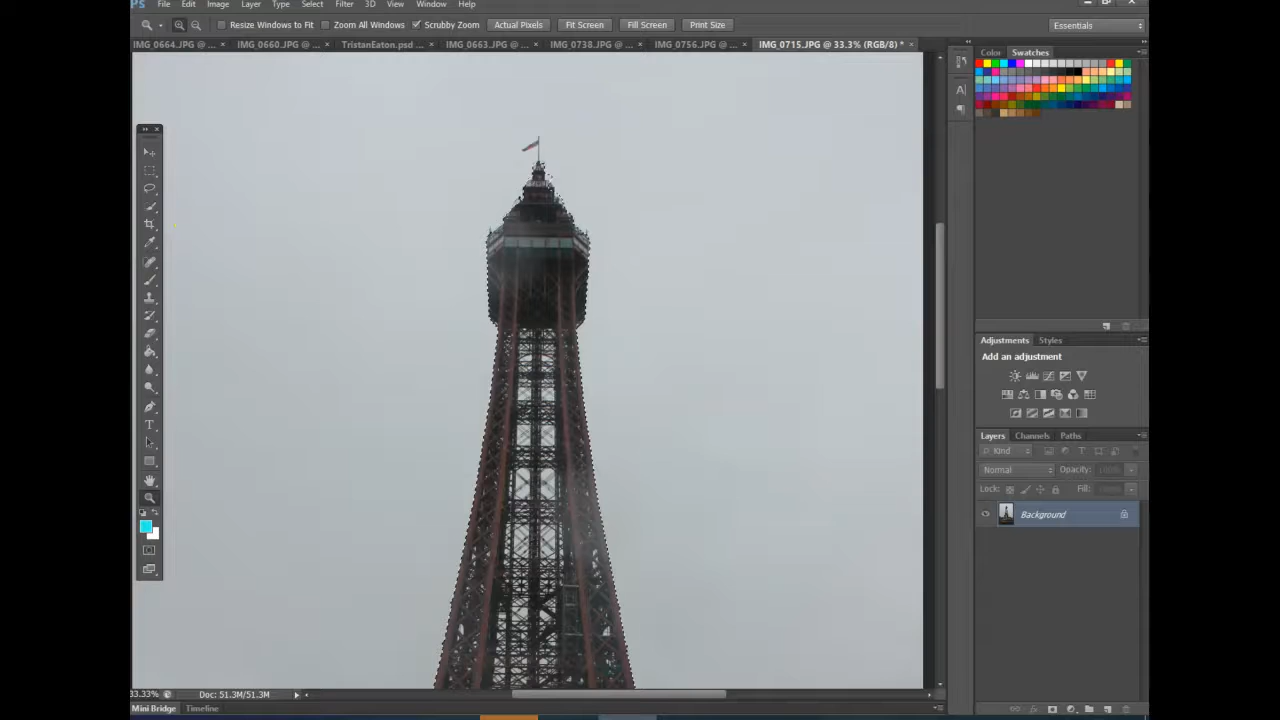 Ps File Edit Image Layer Type Select Filter 3D View Window Help
Resize Windows to Fit Zoom All Windows Scrubby Zoom Actual Pixels Fit Screen Fill Screen Print Size Essentials
IMG_0664.JPG @ ... × IMG_0660.JPG @ ... × TristanEaton.psd ... × IMG_0663.JPG @ ... × IMG_0738.JPG @ ... × IMG_0756.JPG @ ... × IMG_0715.JPG @ 33.3% (RGB/8) * ×
Color Swatches
Adjustments Styles
Add an adjustment
Layers Channels Paths
Kind
Normal Opacity: 100%
Lock: Fill: 100%
Background
33.33% Doc: 51.3M/51.3M
Mini Bridge Timeline